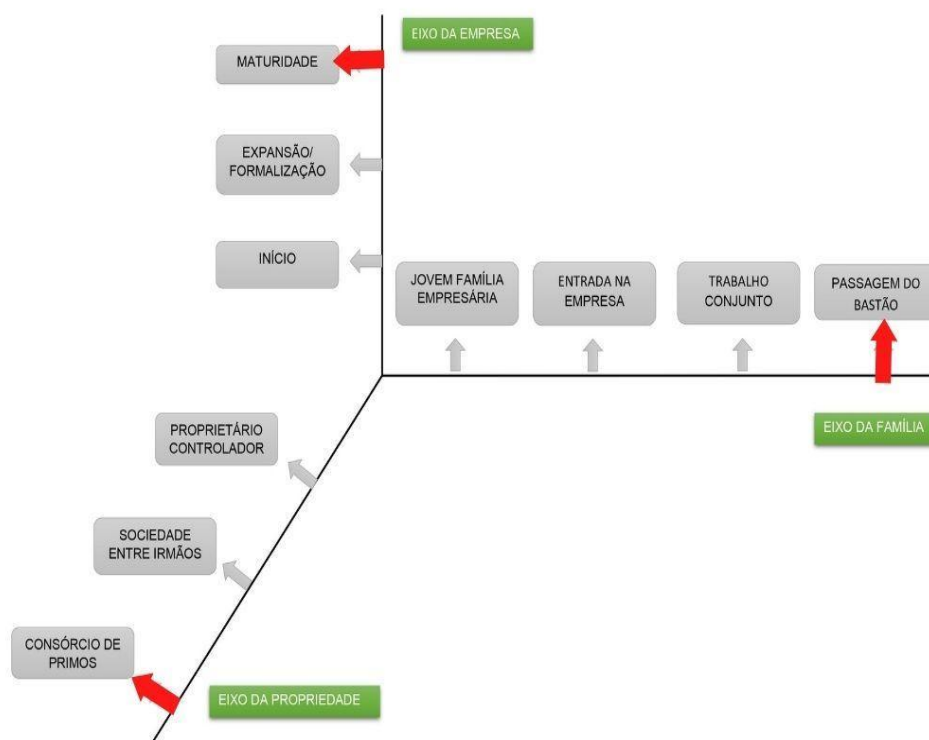 EIXO DA EMPRESA
MATURIDADE
EXPANSÃO/
FORMALIZAÇÃO
INÍCIO
JOVEM FAMÍLIA
EMPRESÁRIA
ENTRADA NA
EMPRESA
TRABALHO
CONJUNTO
PASSAGEM DO
BASTÃO
EIXO DA FAMÍLIA
PROPRIETÁRIO
CONTROLADOR
SOCIEDADE
ENTRE IRMÃOS
CONSÓRCIO DE
PRIMOS
EIXO DA PROPRIEDADE